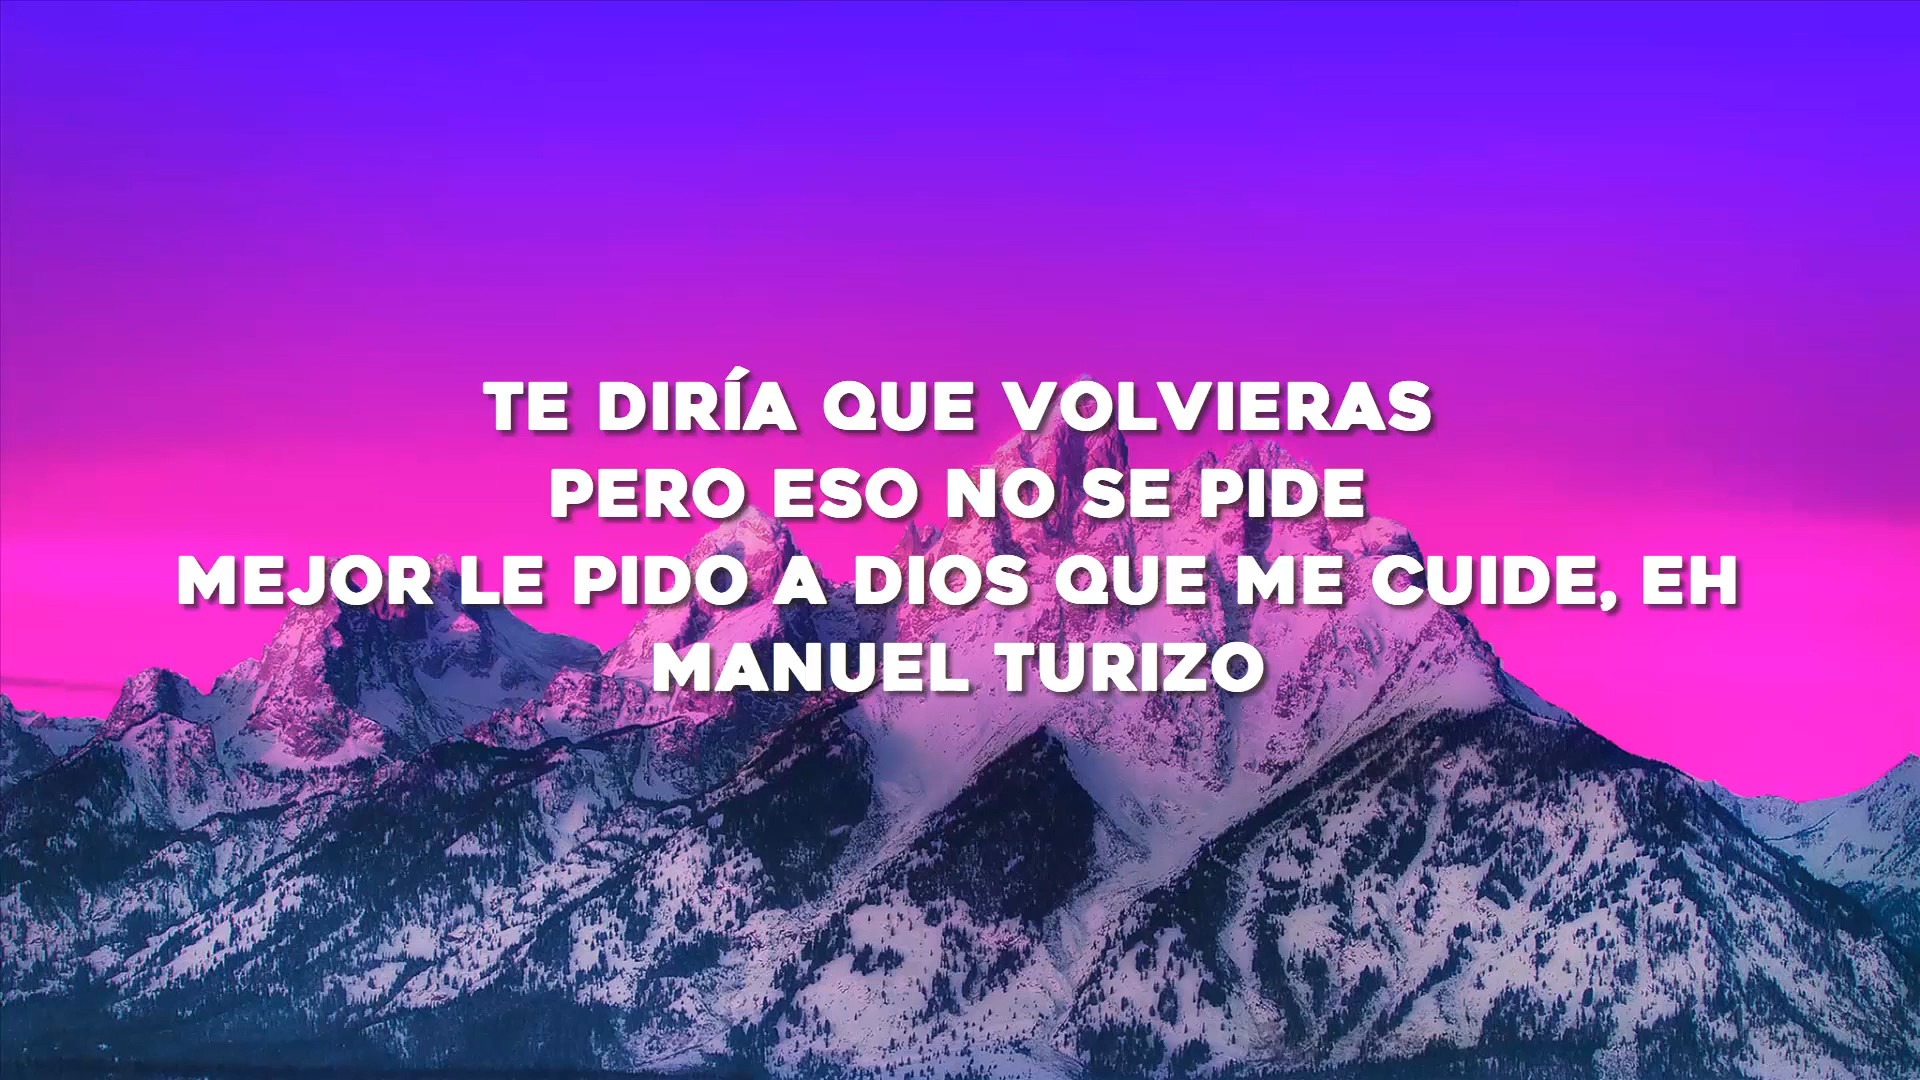 TE DIRÍA QUE VOLVIERAS
PERO ESO NO SE PIDE
MEJOR LE PIDO A DIOS QUE ME CUIDE, EH
MANUEL TURIZO